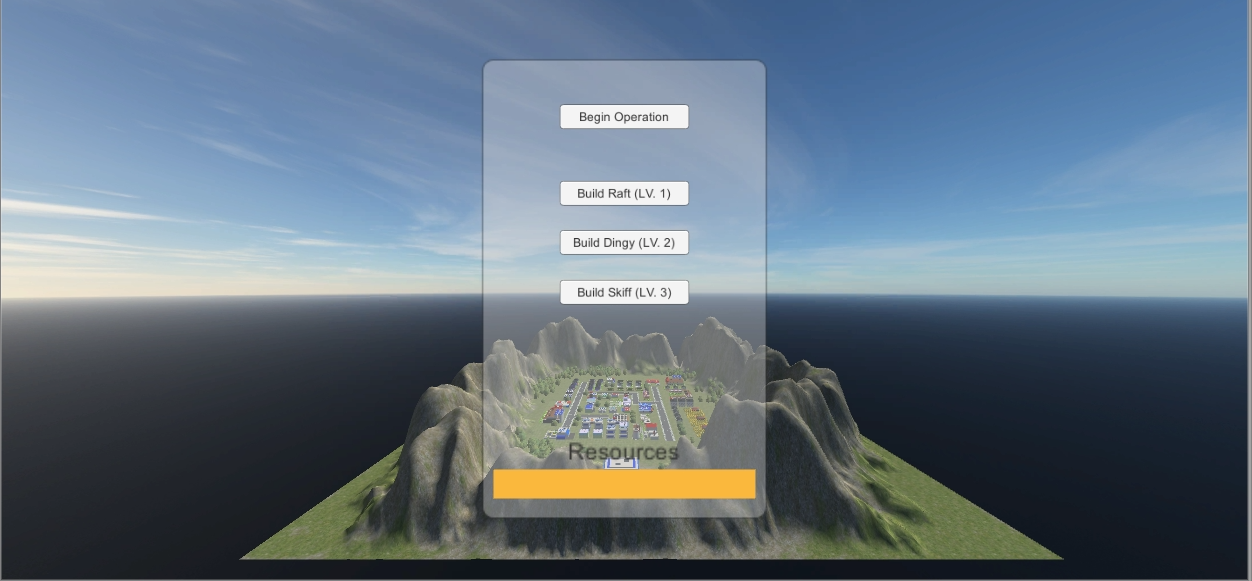 Begin Operation
Build Raft (LV. 1)
Build Dingy (LV. 2)
Build Skiff (LV. 3)
Resources